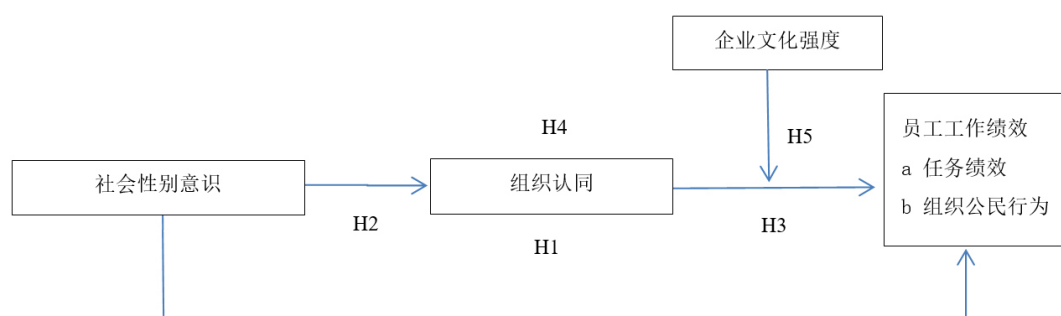 企业文化强度
H4
H5
员工工作绩效
a 任务绩效
b 组织公民行为
社会性别意识
组织认同
H2
H3
H1